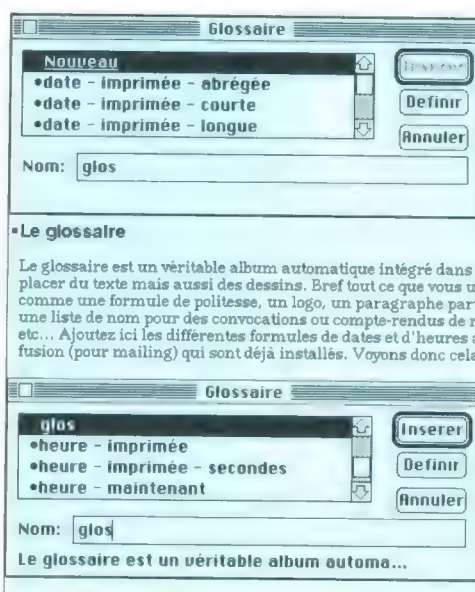 Glossaire
Nouveau
•date - imprimée - abrégée
•date - imprimée - courte
•date - imprimée - longue
Définir
Annuler
Nom: glos
•Le glossaire
Le glossaire est un véritable album automatique intégré dans
placer du texte mais aussi des dessins. Bref tout ce que vous u
comme une formule de politesse, un logo, un paragraphe par
une liste de nom pour des convocations ou compte-rendus de r
etc... Ajoutez ici les différentes formules de dates et d'heures a
fusion (pour mailing) qui sont déjà installés. Voyons donc cela
Glossaire
glos
•heure - imprimée
•heure - imprimée - secondes
•heure - maintenant
Inserer
Définir
Annuler
Nom: glos
Le glossaire est un véritable album automa...